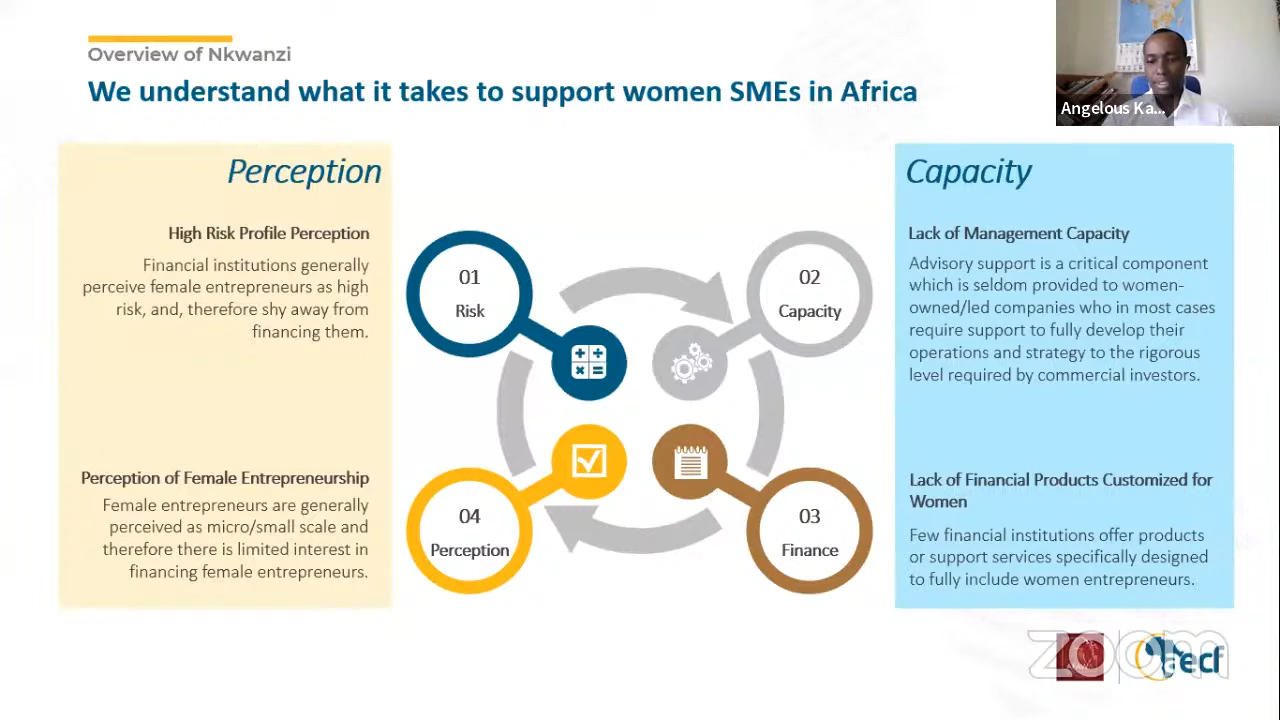 Overview of Nkwanzi
We understand what it takes to support women SMEs in Africa
Angelous Ka...
Perception
High Risk Profile Perception
Financial institutions generally
perceive female entrepreneurs as high
risk, and, therefore shy away from
financing them.
Perception of Female Entrepreneurship
Female entrepreneurs are generally
perceived as micro/small scale and
therefore there is limited interest in
financing female entrepreneurs.
01
Risk
02
Capacity
04
Perception
03
Finance
Capacity
Lack of Management Capacity
Advisory support is a critical component
which is seldom provided to women-
owned/led companies who in most cases
require support to fully develop their
operations and strategy to the rigorous
level required by commercial investors.
Lack of Financial Products Customized for
Women
Few financial institutions offer products
or support services specifically designed
to fully include women entrepreneurs.
zoom
aecf